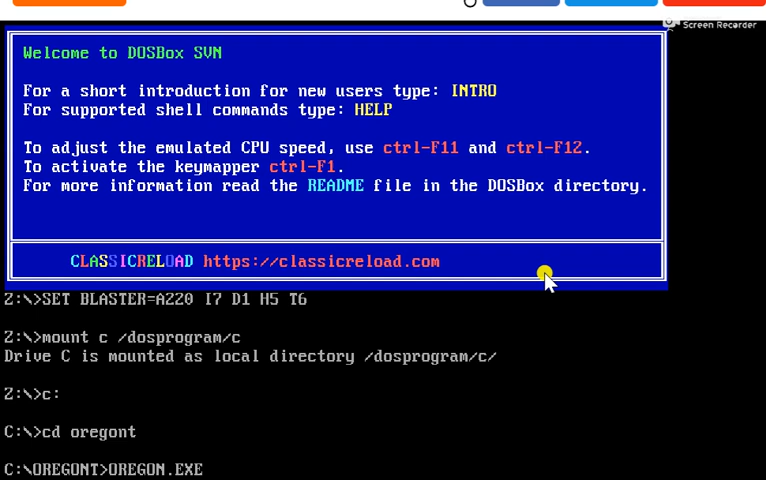 Screen Recorder
Welcome to DOSBox SVN
For a short introduction for new users type: INTRO
For supported shell commands type: HELP
To adjust the emulated CPU speed, use ctrl-F11 and ctrl-F12.
To activate the keymapper ctrl-F1.
For more information read the README file in the DOSBox directory.
CLASSICRELOAD https://classicreload.com
Z:\>SET BLASTER=A220 I7 D1 H5 T6
Z:\>mount c /dosprogram/c
Drive C is mounted as local directory /dosprogram/c/
Z:\>c:
C:\>cd oregont
C:\OREGONT>OREGON.EXE